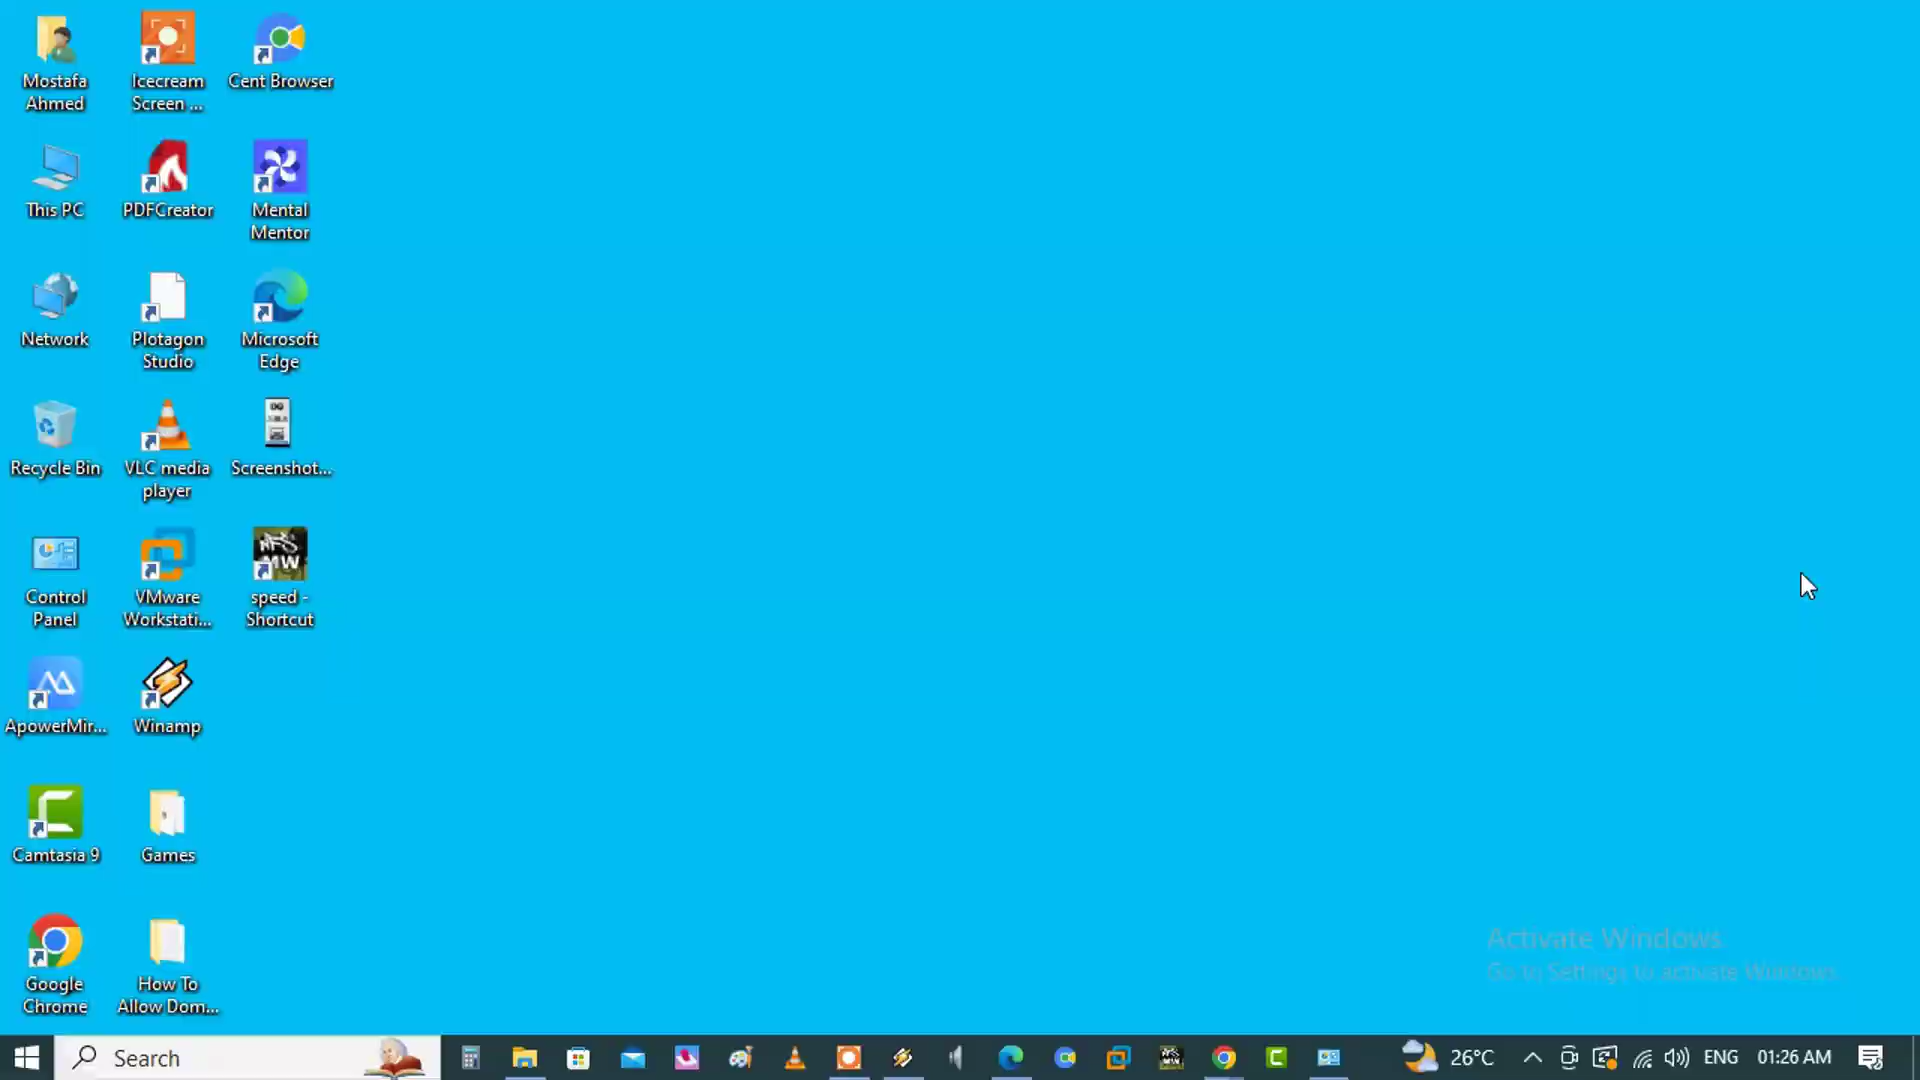 Mostafa
Ahmed
Icecream
Screen ...
Cent Browser
This PC
PDFCreator
Mental
Mentor
Network
Plotagon
Studio
Microsoft
Edge
Recycle Bin
VLC media
player
Screenshot...
Control
Panel
VMware
Workstati...
NFS
MW
speed -
Shortcut
ApowerMir...
Winamp
Camtasia 9
Games
Google
Chrome
How To
Allow Dom...
Activate Windows
Go to Settings to activate Windows.
Search
26°C
ENG
01:26 AM